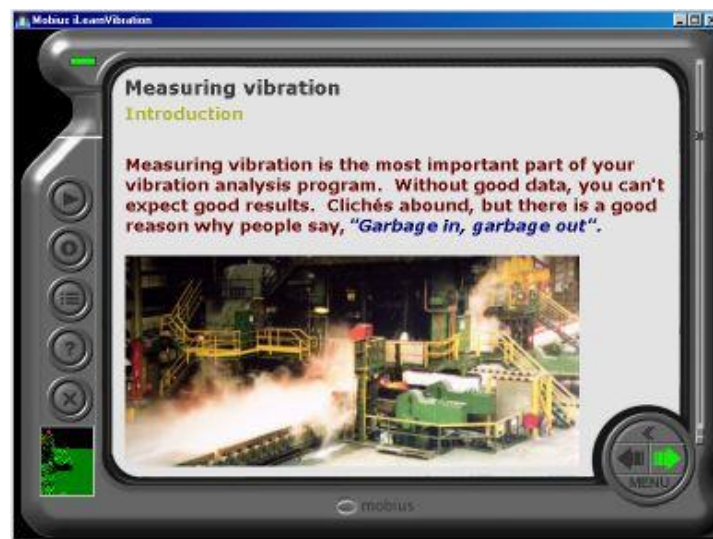 Mobius iLearnVibration
Measuring vibration
Introduction
Measuring vibration is the most important part of your
vibration analysis program. Without good data, you can't
expect good results. Clichés abound, but there is a good
reason why people say, "Garbage in, garbage out".
MENU
mobius